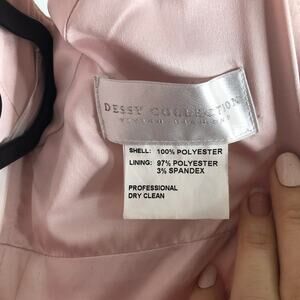 DESSY COLLECTION
SHELL: 100% POLYESTER
LINING: 97% POLYESTER
3% SPANDEX
PROFESSIONAL
DRY CLEAN